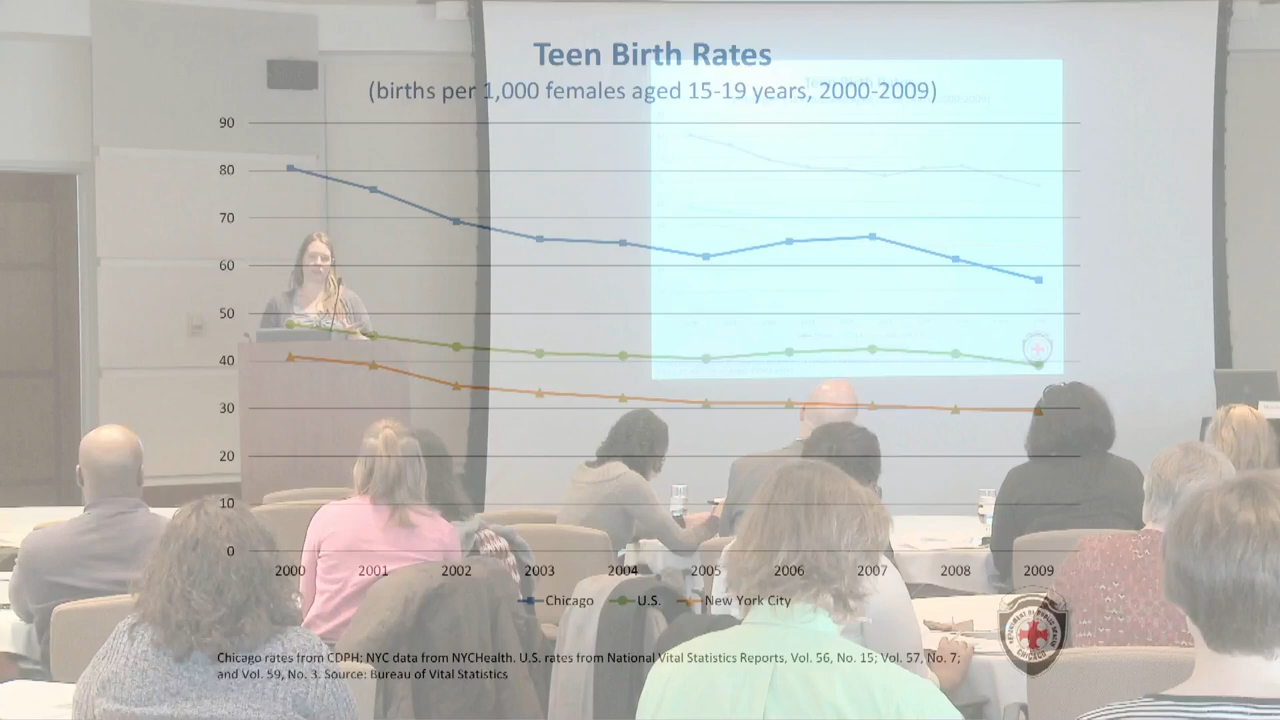 Teen Birth Rates
(births per 1,000 females aged 15-19 years, 2000-2009)
90
80
70
60
50
40
30
20
10
0
2000 2001 2002 2003 2004 2005 2006 2007 2008 2009
Chicago U.S. New York City
Chicago rates from CDPH; NYC data from NYCHealth. U.S. rates from National Vital Statistics Reports, Vol. 56, No. 15; Vol. 57, No. 7;
and Vol. 59, No. 3. Source: Bureau of Vital Statistics
CHICAGO